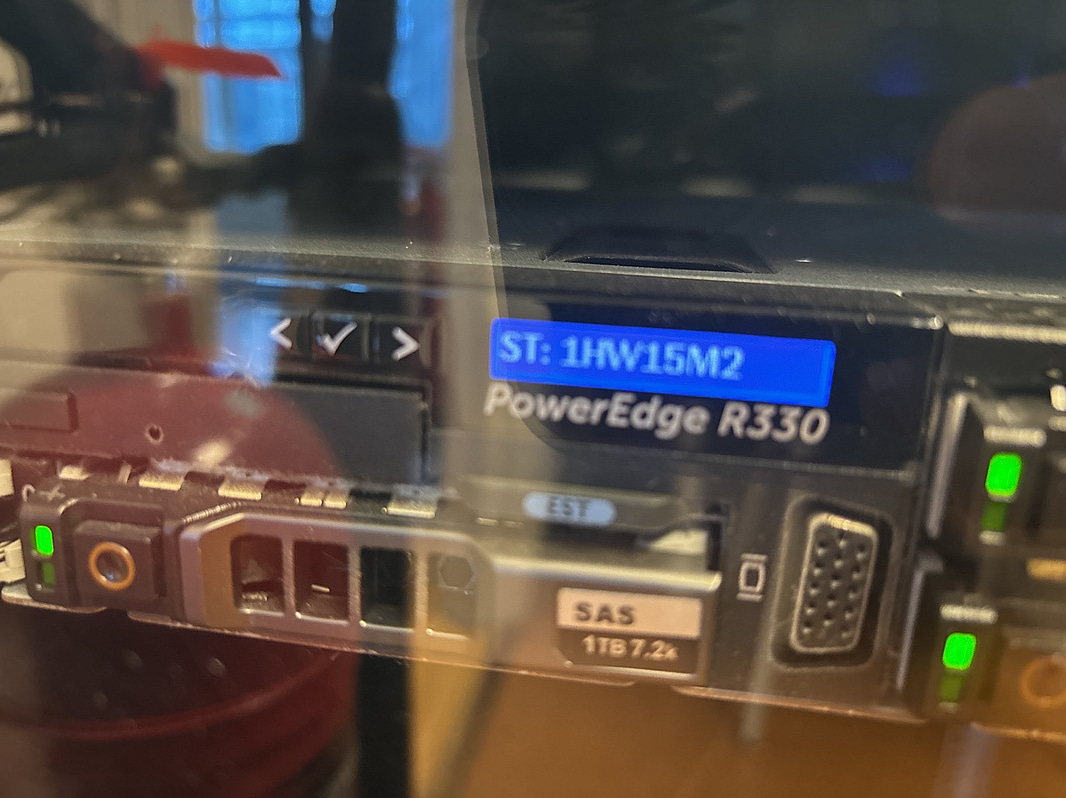 < ✓ >
ST: 1HW15M2
PowerEdge R330
EST
SAS
1TB 7.2k